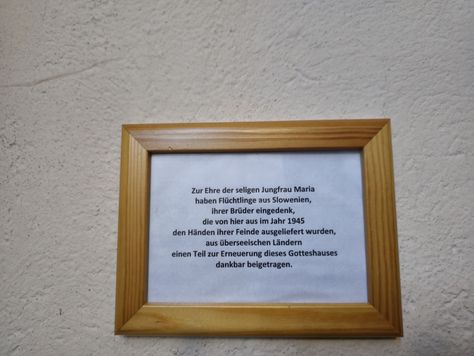 Zur Ehre der seligen Jungfrau Maria
haben Flüchtlinge aus Slowenien,
ihrer Brüder eingedenk,
die von hier aus im Jahr 1945
den Händen ihrer Feinde ausgeliefert wurden,
aus überseeischen Ländern
einen Teil zur Erneuerung dieses Gotteshauses
dankbar beigetragen.